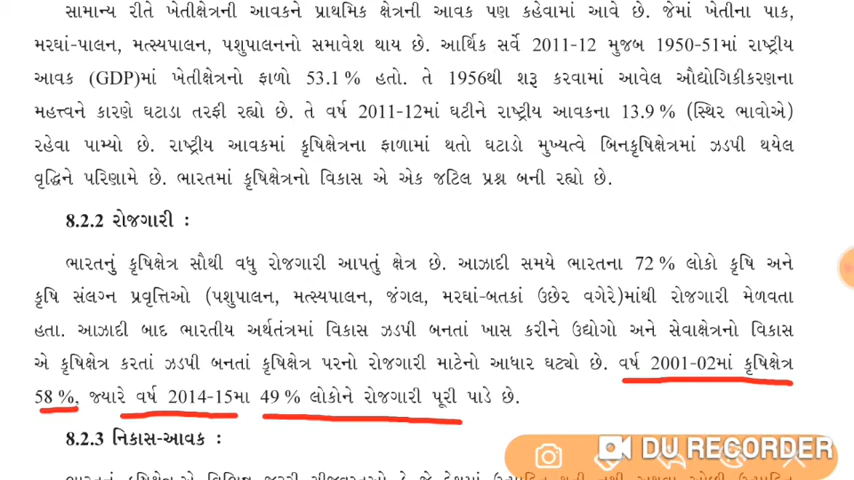 સામાન્ય રીતે ખેતીક્ષેત્રની આવકને પ્રાથમિક ક્ષેત્રની આવક પણ કહેવામાં આવે છે. જેમાં ખેતીના પાક,
મરઘાં-પાલન, મત્સ્યપાલન, પશુપાલનનો સમાવેશ થાય છે. આર્થિક સર્વે 2011-12 મુજબ 1950-51માં રાષ્ટ્રીય
આવક (GDP)માં ખેતીક્ષેત્રનો ફાળો 53.1 % હતો. તે 1956થી શરૂ કરવામાં આવેલ ઔદ્યોગિકીકરણના
મહત્ત્વને કારણે ઘટાડા તરફી રહ્યો છે. તે વર્ષ 2011-12માં ઘટીને રાષ્ટ્રીય આવકના 13.9 % (સ્થિર ભાવોએ)
રહેવા પામ્યો છે. રાષ્ટ્રીય આવકમાં કૃષિક્ષેત્રના ફાળામાં થતો ઘટાડો મુખ્યત્વે બિનકૃષિક્ષેત્રમાં ઝડપી થયેલ
વૃદ્ધિને પરિણામે છે. ભારતમાં કૃષિક્ષેત્રનો વિકાસ એ એક જટિલ પ્રશ્ન બની રહ્યો છે.
8.2.2 રોજગારી :
ભારતનું કૃષિક્ષેત્ર સૌથી વધુ રોજગારી આપતું ક્ષેત્ર છે. આઝાદી સમયે ભારતના 72 % લોકો કૃષિ અને
કૃષિ સંલગ્ન પ્રવૃત્તિઓ (પશુપાલન, મત્સ્યપાલન, જંગલ, મરઘાં-બતકાં ઉછેર વગેરે)માંથી રોજગારી મેળવતા
હતા. આઝાદી બાદ ભારતીય અર્થતંત્રમાં વિકાસ ઝડપી બનતાં ખાસ કરીને ઉદ્યોગો અને સેવાક્ષેત્રનો વિકાસ
એ કૃષિક્ષેત્ર કરતાં ઝડપી બનતાં કૃષિક્ષેત્ર પરનો રોજગારી માટેનો આધાર ઘટ્યો છે. વર્ષ 2001-02માં કૃષિક્ષેત્ર
58 %, જ્યારે વર્ષ 2014-15મા 49 % લોકોને રોજગારી પૂરી પાડે છે.
8.2.3 નિકાસ-આવક :
DU RECORDER